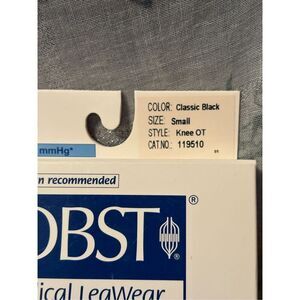 COLOR: Classic Black
SIZE: Small
STYLE: Knee OT
CAT.NO.: 119510
mmHg*
n recommended
OBST ®
ical LegWear